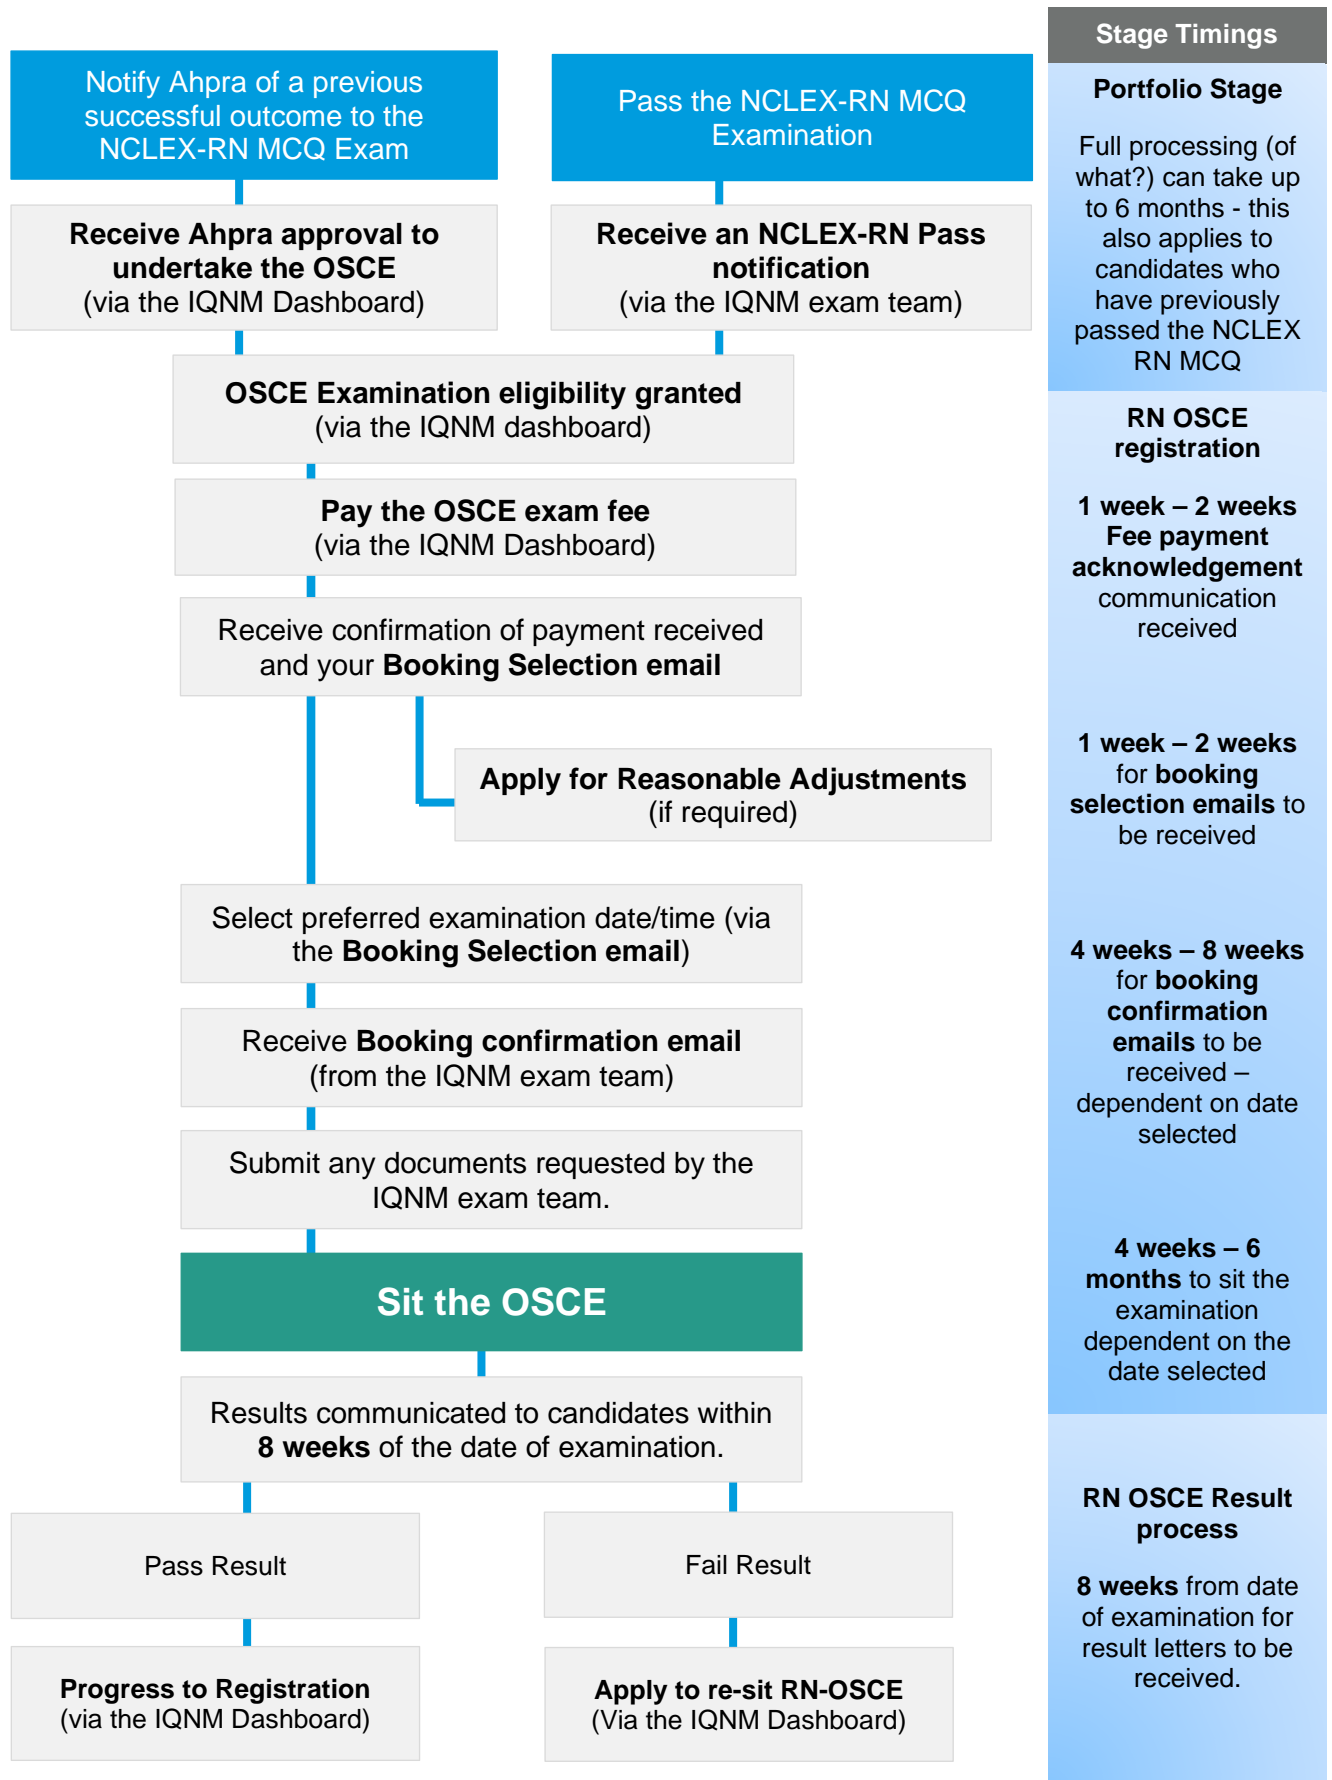 Notify Ahpra of a previous
successful outcome to the
NCLEX-RN MCQ Exam
Pass the NCLEX-RN MCQ
Examination
Receive Ahpra approval to
undertake the OSCE
(via the IQNM Dashboard)
Receive an NCLEX-RN Pass
notification
(via the IQNM exam team)
OSCE Examination eligibility granted
(via the IQNM dashboard)
Pay the OSCE exam fee
(via the IQNM Dashboard)
Receive confirmation of payment received
and your Booking Selection email
Apply for Reasonable Adjustments
(if required)
Select preferred examination date/time (via
the Booking Selection email)
Receive Booking confirmation email
(from the IQNM exam team)
Submit any documents requested by the
IQNM exam team.
Sit the OSCE
Results communicated to candidates within
8 weeks of the date of examination.
Pass Result
Fail Result
Progress to Registration
(via the IQNM Dashboard)
Apply to re-sit RN-OSCE
(Via the IQNM Dashboard)
Stage Timings
Portfolio Stage
Full processing (of
what?) can take up
to 6 months - this
also applies to
candidates who
have previously
passed the NCLEX
RN MCQ
RN OSCE
registration
1 week – 2 weeks
Fee payment
acknowledgement
communication
received
1 week – 2 weeks
for booking
selection emails to
be received
4 weeks – 8 weeks
for booking
confirmation
emails to be
received –
dependent on date
selected
4 weeks – 6
months to sit the
examination
dependent on the
date selected
RN OSCE Result
process
8 weeks from date
of examination for
result letters to be
received.